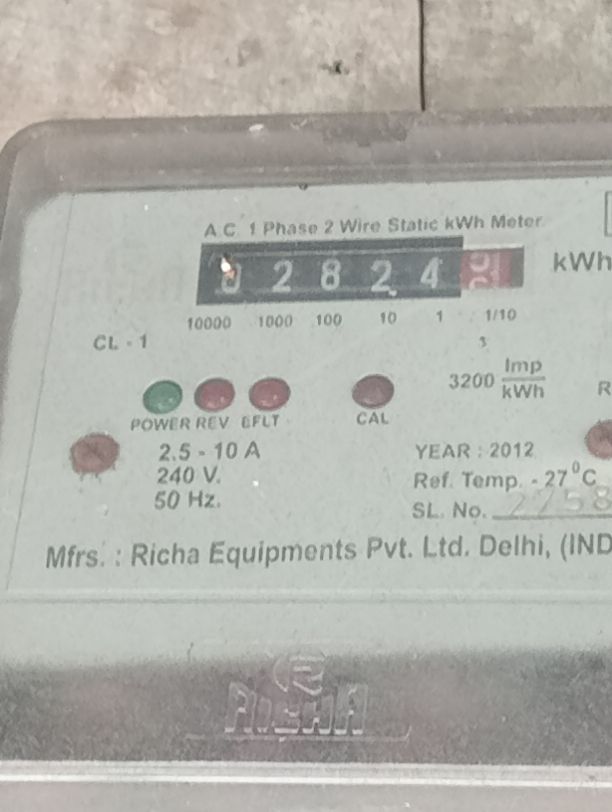 A.C. 1 Phase 2 Wire Static kWh Meter
0 2 8 2 4 kWh
10000 1000 100 10 1 1/10
CL - 1
3200 Imp/kWh
POWER REV EFLT CAL
2.5 - 10 A YEAR : 2012
240 V. Ref. Temp. - 27°C
50 Hz. SL. No. 2758
Mfrs. : Richa Equipments Pvt. Ltd. Delhi, (IND
RICHA